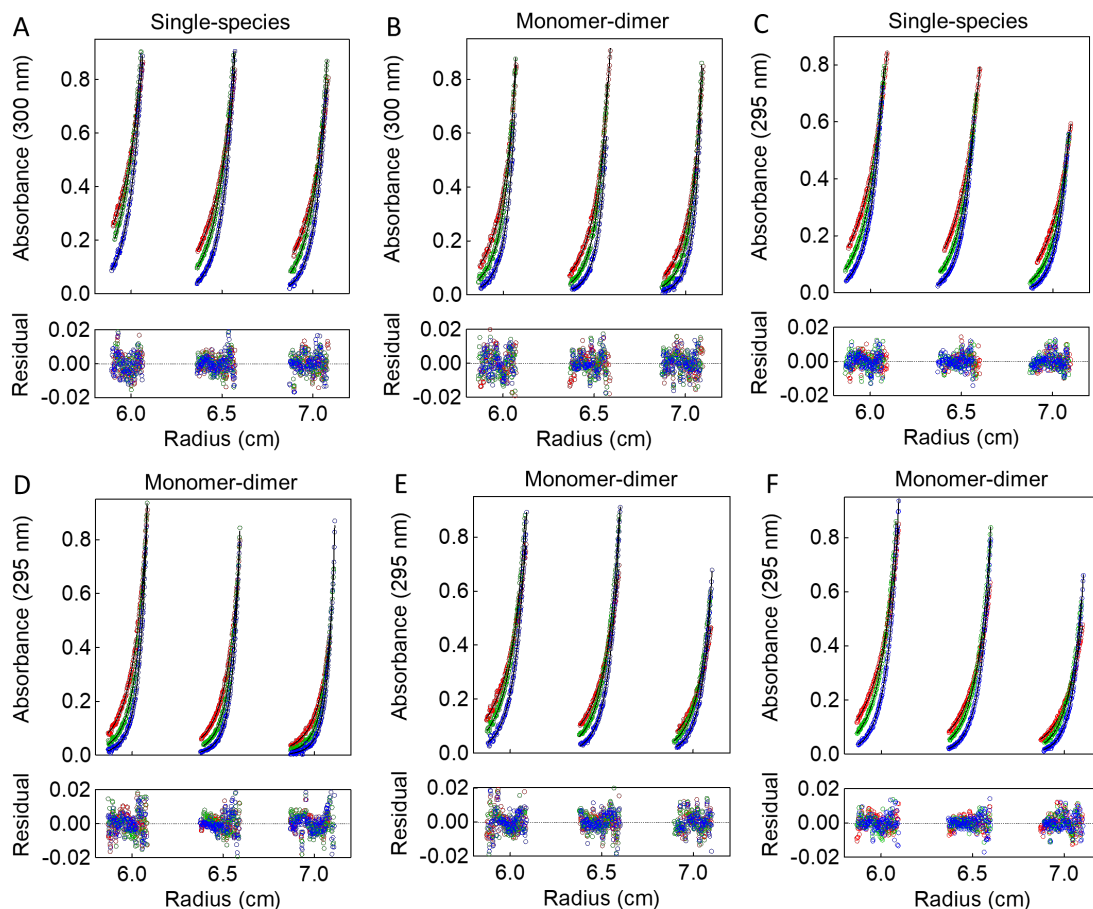 A
Single-species
Absorbance (300 nm)
0.8
0.6
0.4
0.2
0.0
Residual
0.02
0.00
-0.02
6.0 6.5 7.0
Radius (cm)
B
Monomer-dimer
Absorbance (300 nm)
0.8
0.6
0.4
0.2
0.0
Residual
0.02
0.00
-0.02
6.0 6.5 7.0
Radius (cm)
C
Single-species
Absorbance (295 nm)
0.8
0.6
0.4
0.2
0.0
Residual
0.02
0.00
-0.02
6.0 6.5 7.0
Radius (cm)
D
Monomer-dimer
Absorbance (295 nm)
0.8
0.6
0.4
0.2
0.0
Residual
0.02
0.00
-0.02
6.0 6.5 7.0
Radius (cm)
E
Monomer-dimer
Absorbance (295 nm)
0.8
0.6
0.4
0.2
0.0
Residual
0.02
0.00
-0.02
6.0 6.5 7.0
Radius (cm)
F
Monomer-dimer
Absorbance (295 nm)
0.8
0.6
0.4
0.2
0.0
Residual
0.02
0.00
-0.02
6.0 6.5 7.0
Radius (cm)